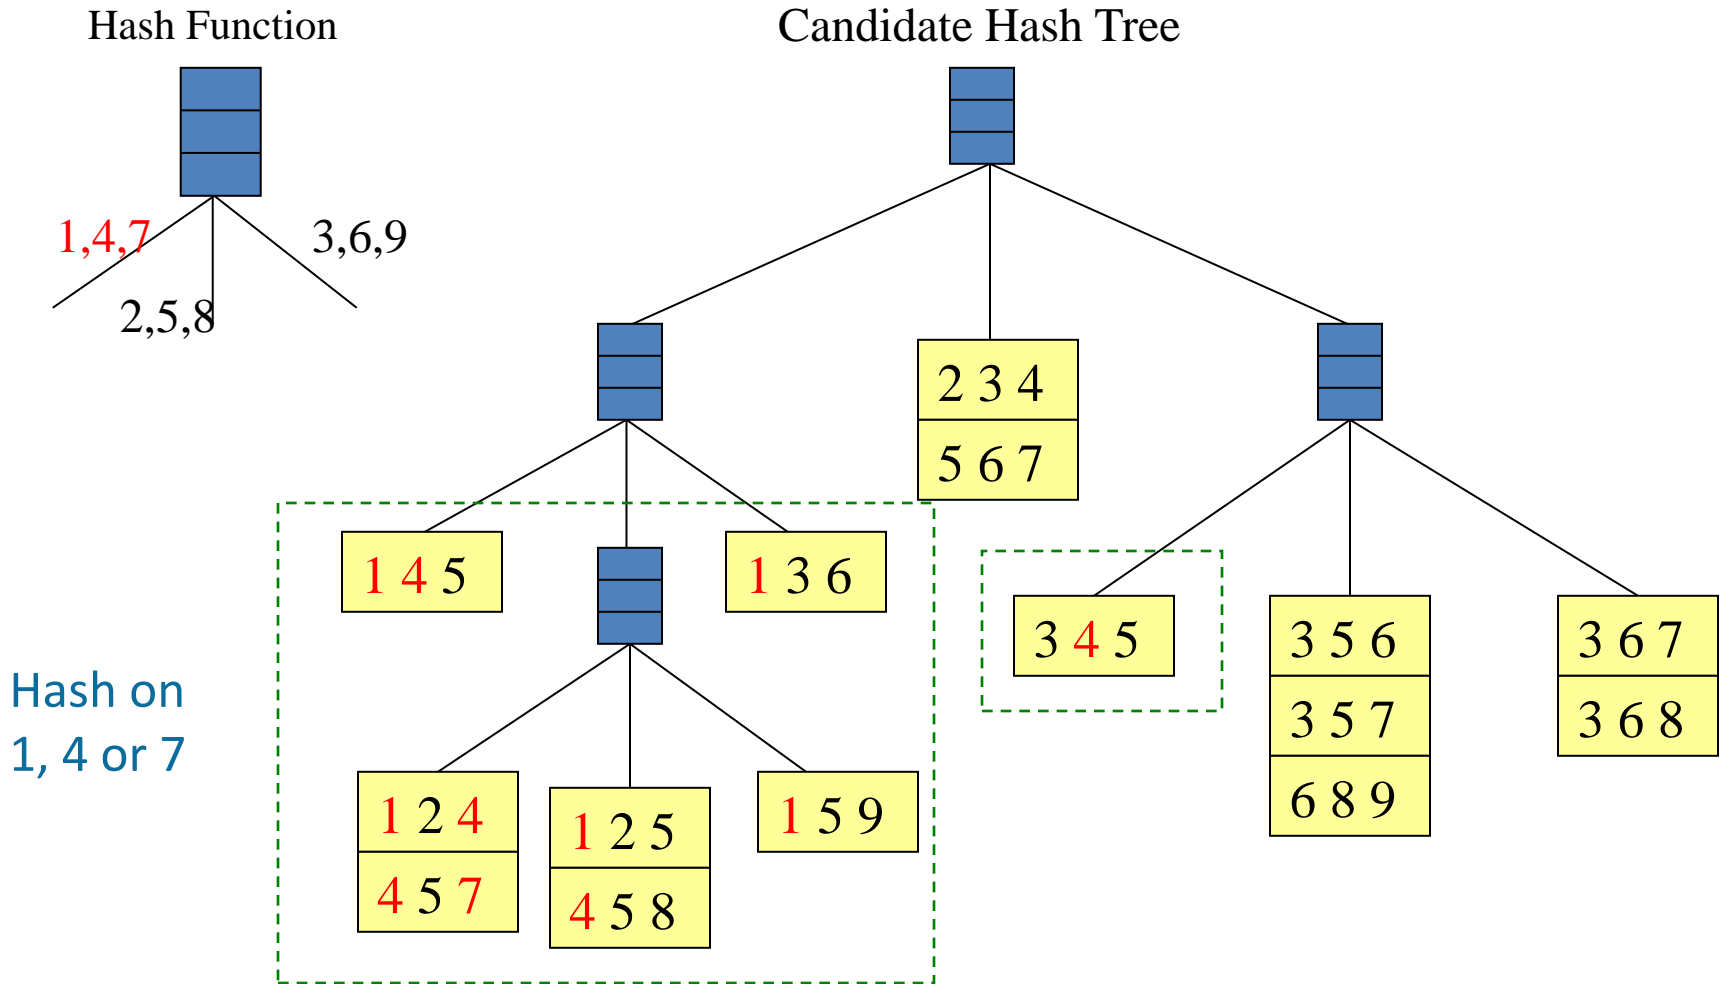 Hash Function
Candidate Hash Tree
1,4,7
3,6,9
2,5,8
2 3 4
5 6 7
1 4 5
1 3 6
3 4 5
3 5 6
3 6 7
3 5 7
3 6 8
6 8 9
Hash on
1, 4 or 7
1 2 4
1 2 5
1 5 9
4 5 7
4 5 8